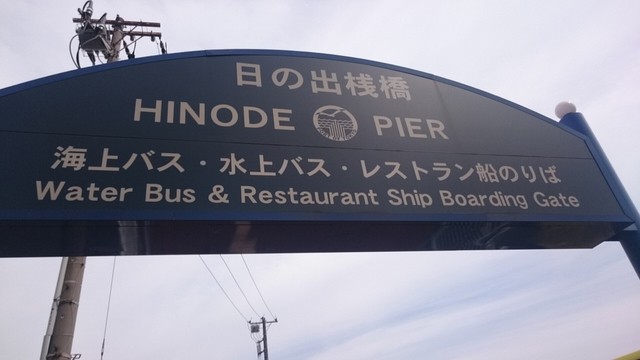 日の出桟橋
HINODE PIER
海上バス・水上バス・レストラン船のりば
Water Bus & Restaurant Ship Boarding Gate